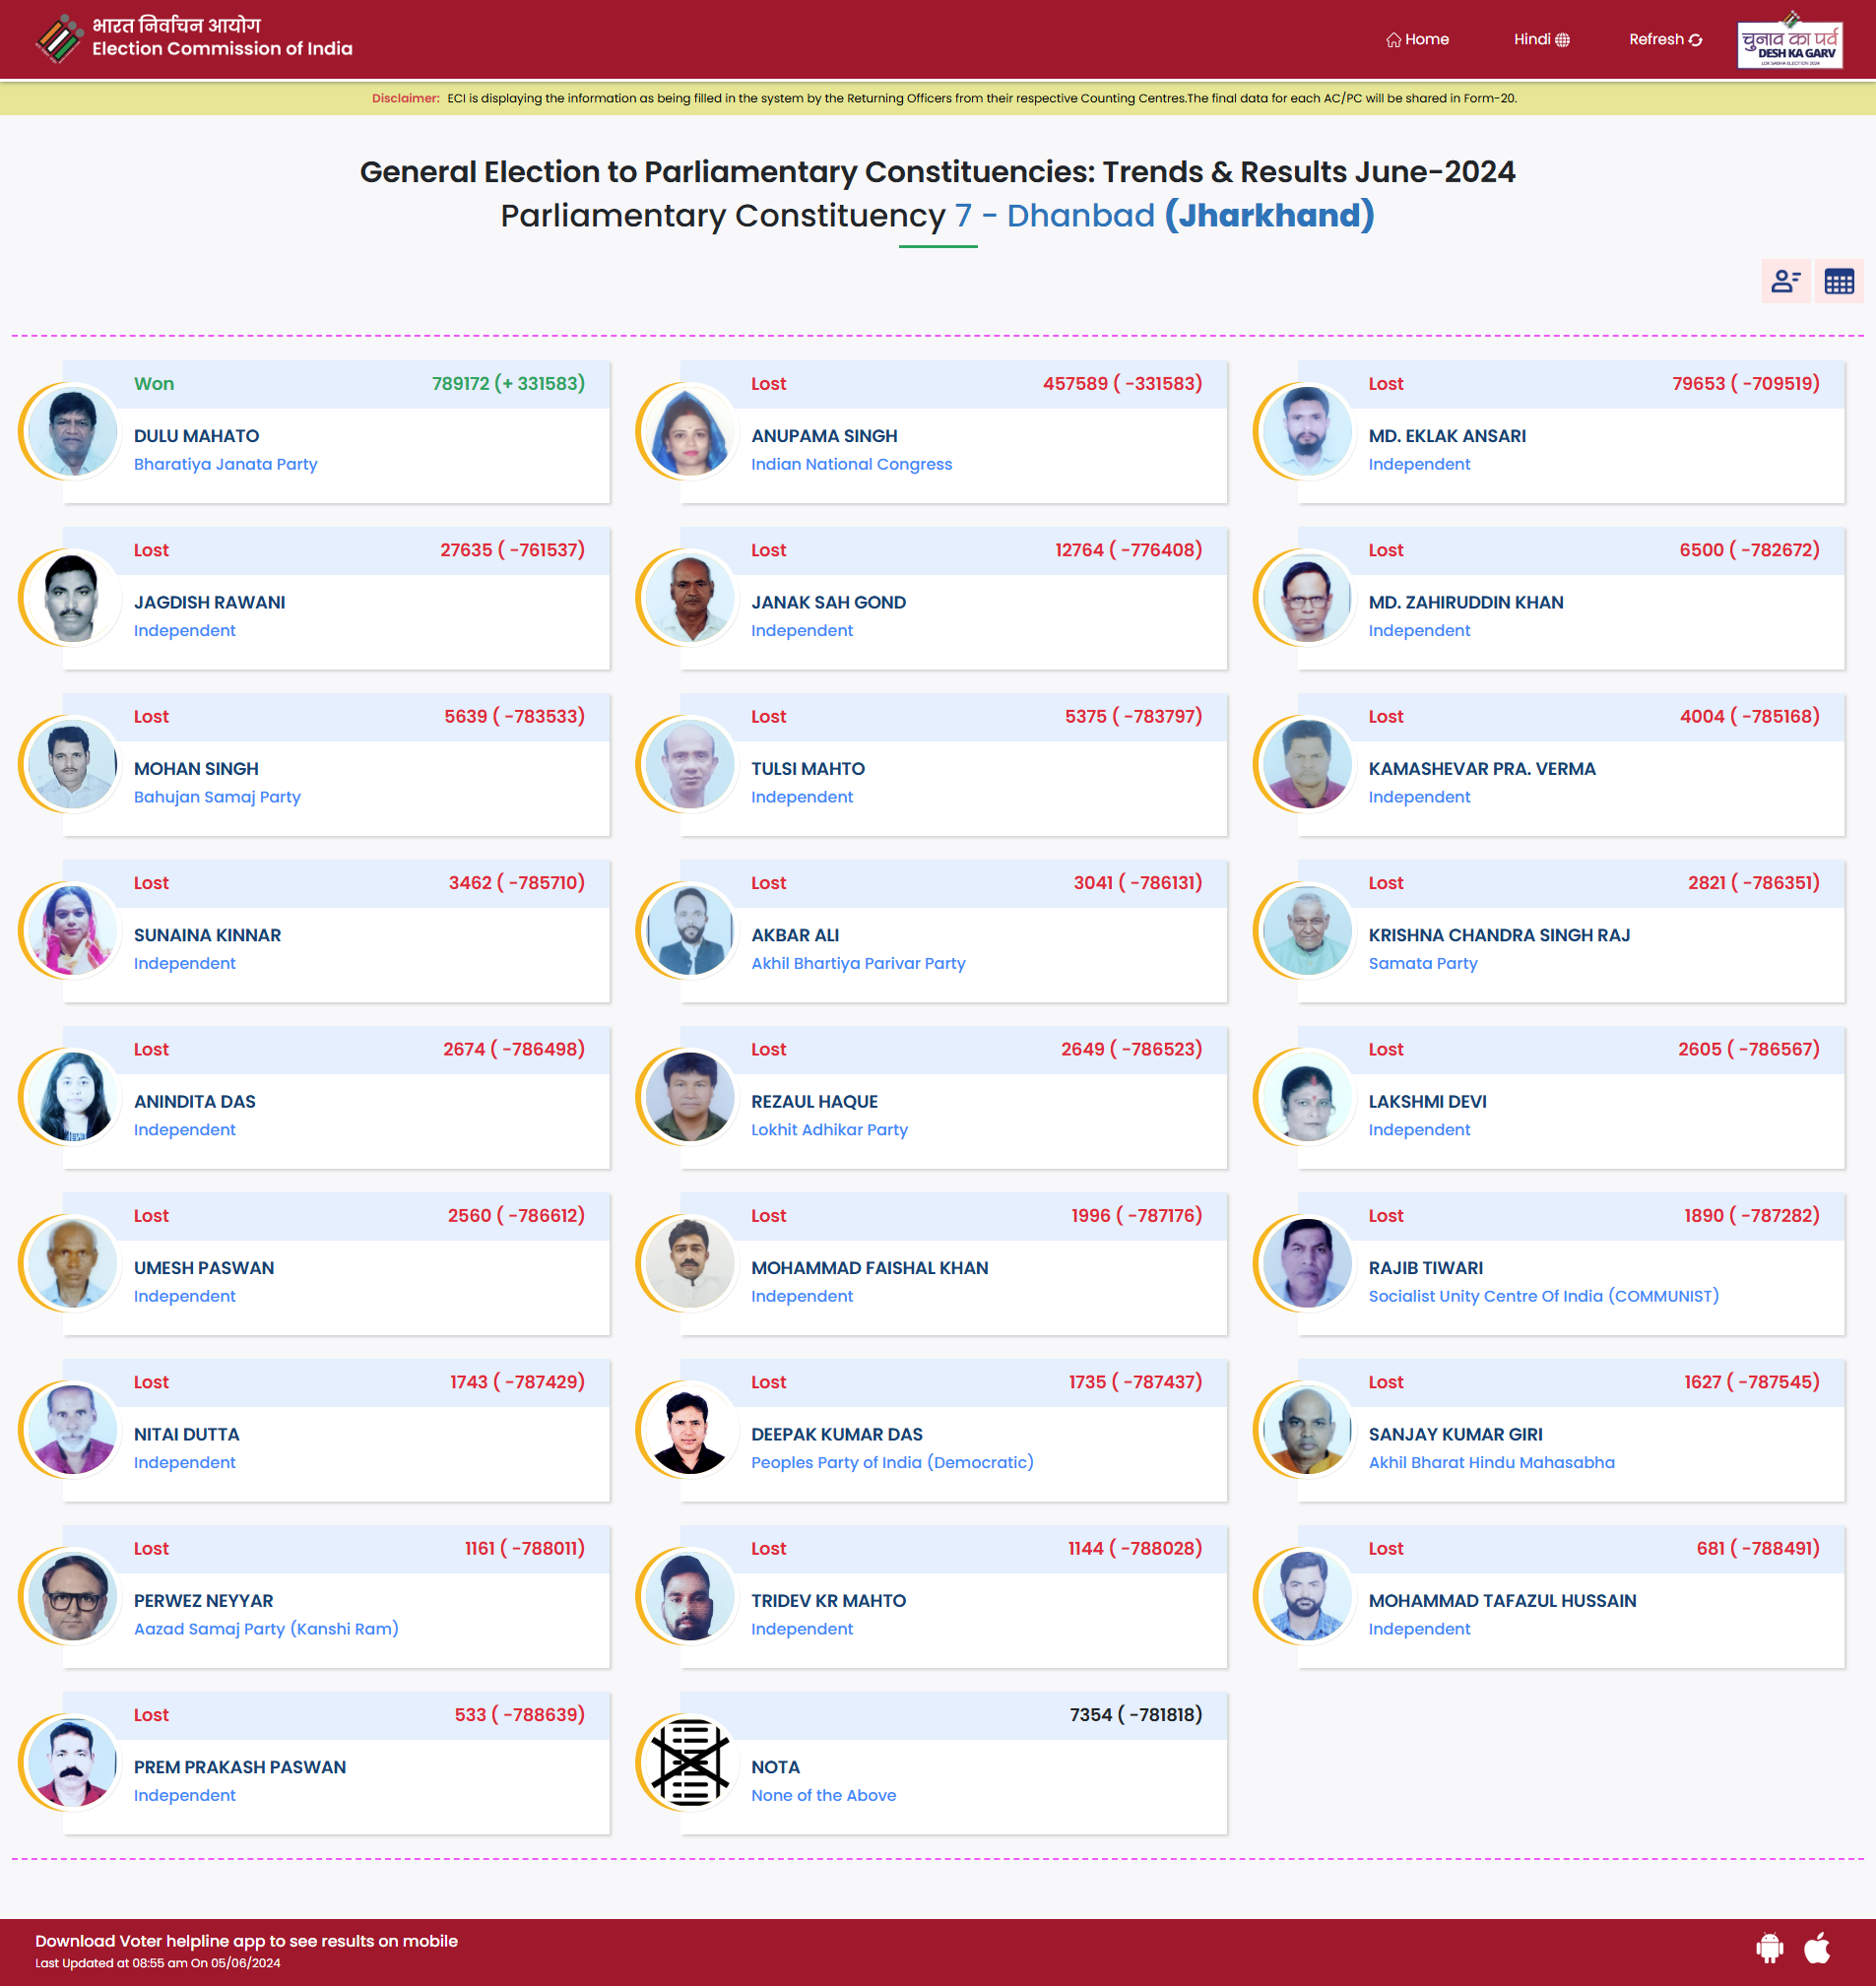 भारत निर्वाचन आयोग
Election Commission of India
Home
Hindi
Refresh
चुनाव का पर्व
DESH KA GARV
LOK SABHA ELECTION 2024
Disclaimer: ECI is displaying the information as being filled in the system by the Returning Officers from their respective Counting Centres.The final data for each AC/PC will be shared in Form-20.
General Election to Parliamentary Constituencies: Trends & Results June-2024
Parliamentary Constituency 7 - Dhanbad (Jharkhand)
Won 789172 (+ 331583)
DULU MAHATO
Bharatiya Janata Party
Lost 457589 ( -331583)
ANUPAMA SINGH
Indian National Congress
Lost 79653 ( -709519)
MD. EKLAK ANSARI
Independent
Lost 27635 ( -761537)
JAGDISH RAWANI
Independent
Lost 12764 ( -776408)
JANAK SAH GOND
Independent
Lost 6500 ( -782672)
MD. ZAHIRUDDIN KHAN
Independent
Lost 5639 ( -783533)
MOHAN SINGH
Bahujan Samaj Party
Lost 5375 ( -783797)
TULSI MAHTO
Independent
Lost 4004 ( -785168)
KAMASHEVAR PRA. VERMA
Independent
Lost 3462 ( -785710)
SUNAINA KINNAR
Independent
Lost 3041 ( -786131)
AKBAR ALI
Akhil Bhartiya Parivar Party
Lost 2821 ( -786351)
KRISHNA CHANDRA SINGH RAJ
Samata Party
Lost 2674 ( -786498)
ANINDITA DAS
Independent
Lost 2649 ( -786523)
REZAUL HAQUE
Lokhit Adhikar Party
Lost 2605 ( -786567)
LAKSHMI DEVI
Independent
Lost 2560 ( -786612)
UMESH PASWAN
Independent
Lost 1996 ( -787176)
MOHAMMAD FAISHAL KHAN
Independent
Lost 1890 ( -787282)
RAJIB TIWARI
Socialist Unity Centre Of India (COMMUNIST)
Lost 1743 ( -787429)
NITAI DUTTA
Independent
Lost 1735 ( -787437)
DEEPAK KUMAR DAS
Peoples Party of India (Democratic)
Lost 1627 ( -787545)
SANJAY KUMAR GIRI
Akhil Bharat Hindu Mahasabha
Lost 1161 ( -788011)
PERWEZ NEYYAR
Aazad Samaj Party (Kanshi Ram)
Lost 1144 ( -788028)
TRIDEV KR MAHTO
Independent
Lost 681 ( -788491)
MOHAMMAD TAFAZUL HUSSAIN
Independent
Lost 533 ( -788639)
PREM PRAKASH PASWAN
Independent
7354 ( -781818)
NOTA
None of the Above
Download Voter helpline app to see results on mobile
Last Updated at 08:55 am On 05/06/2024